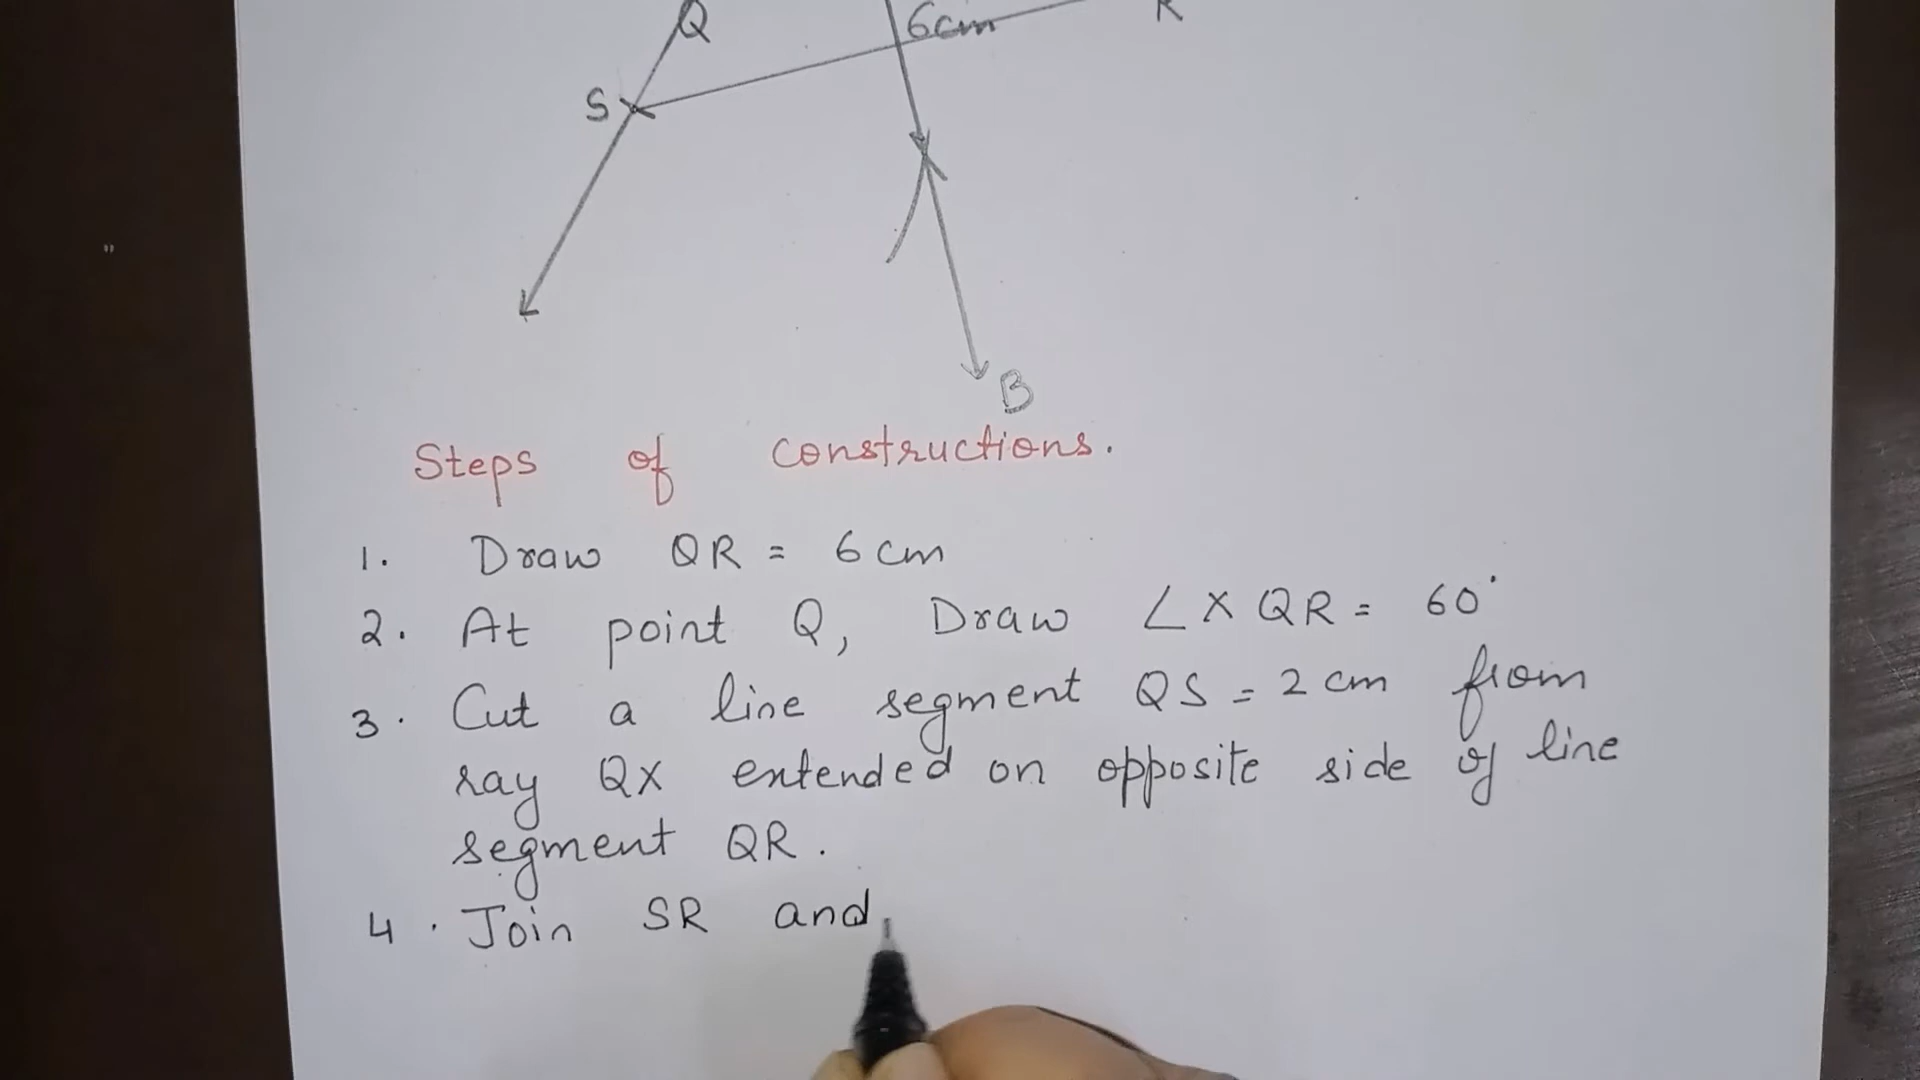 Q
6cm
R
S
B
Steps of constructions.
1. Draw QR = 6 cm
2. At point Q, Draw ∠XQR = 60°
3. Cut a line segment QS = 2 cm from
ray QX extended on opposite side of line
segment QR.
4. Join SR and